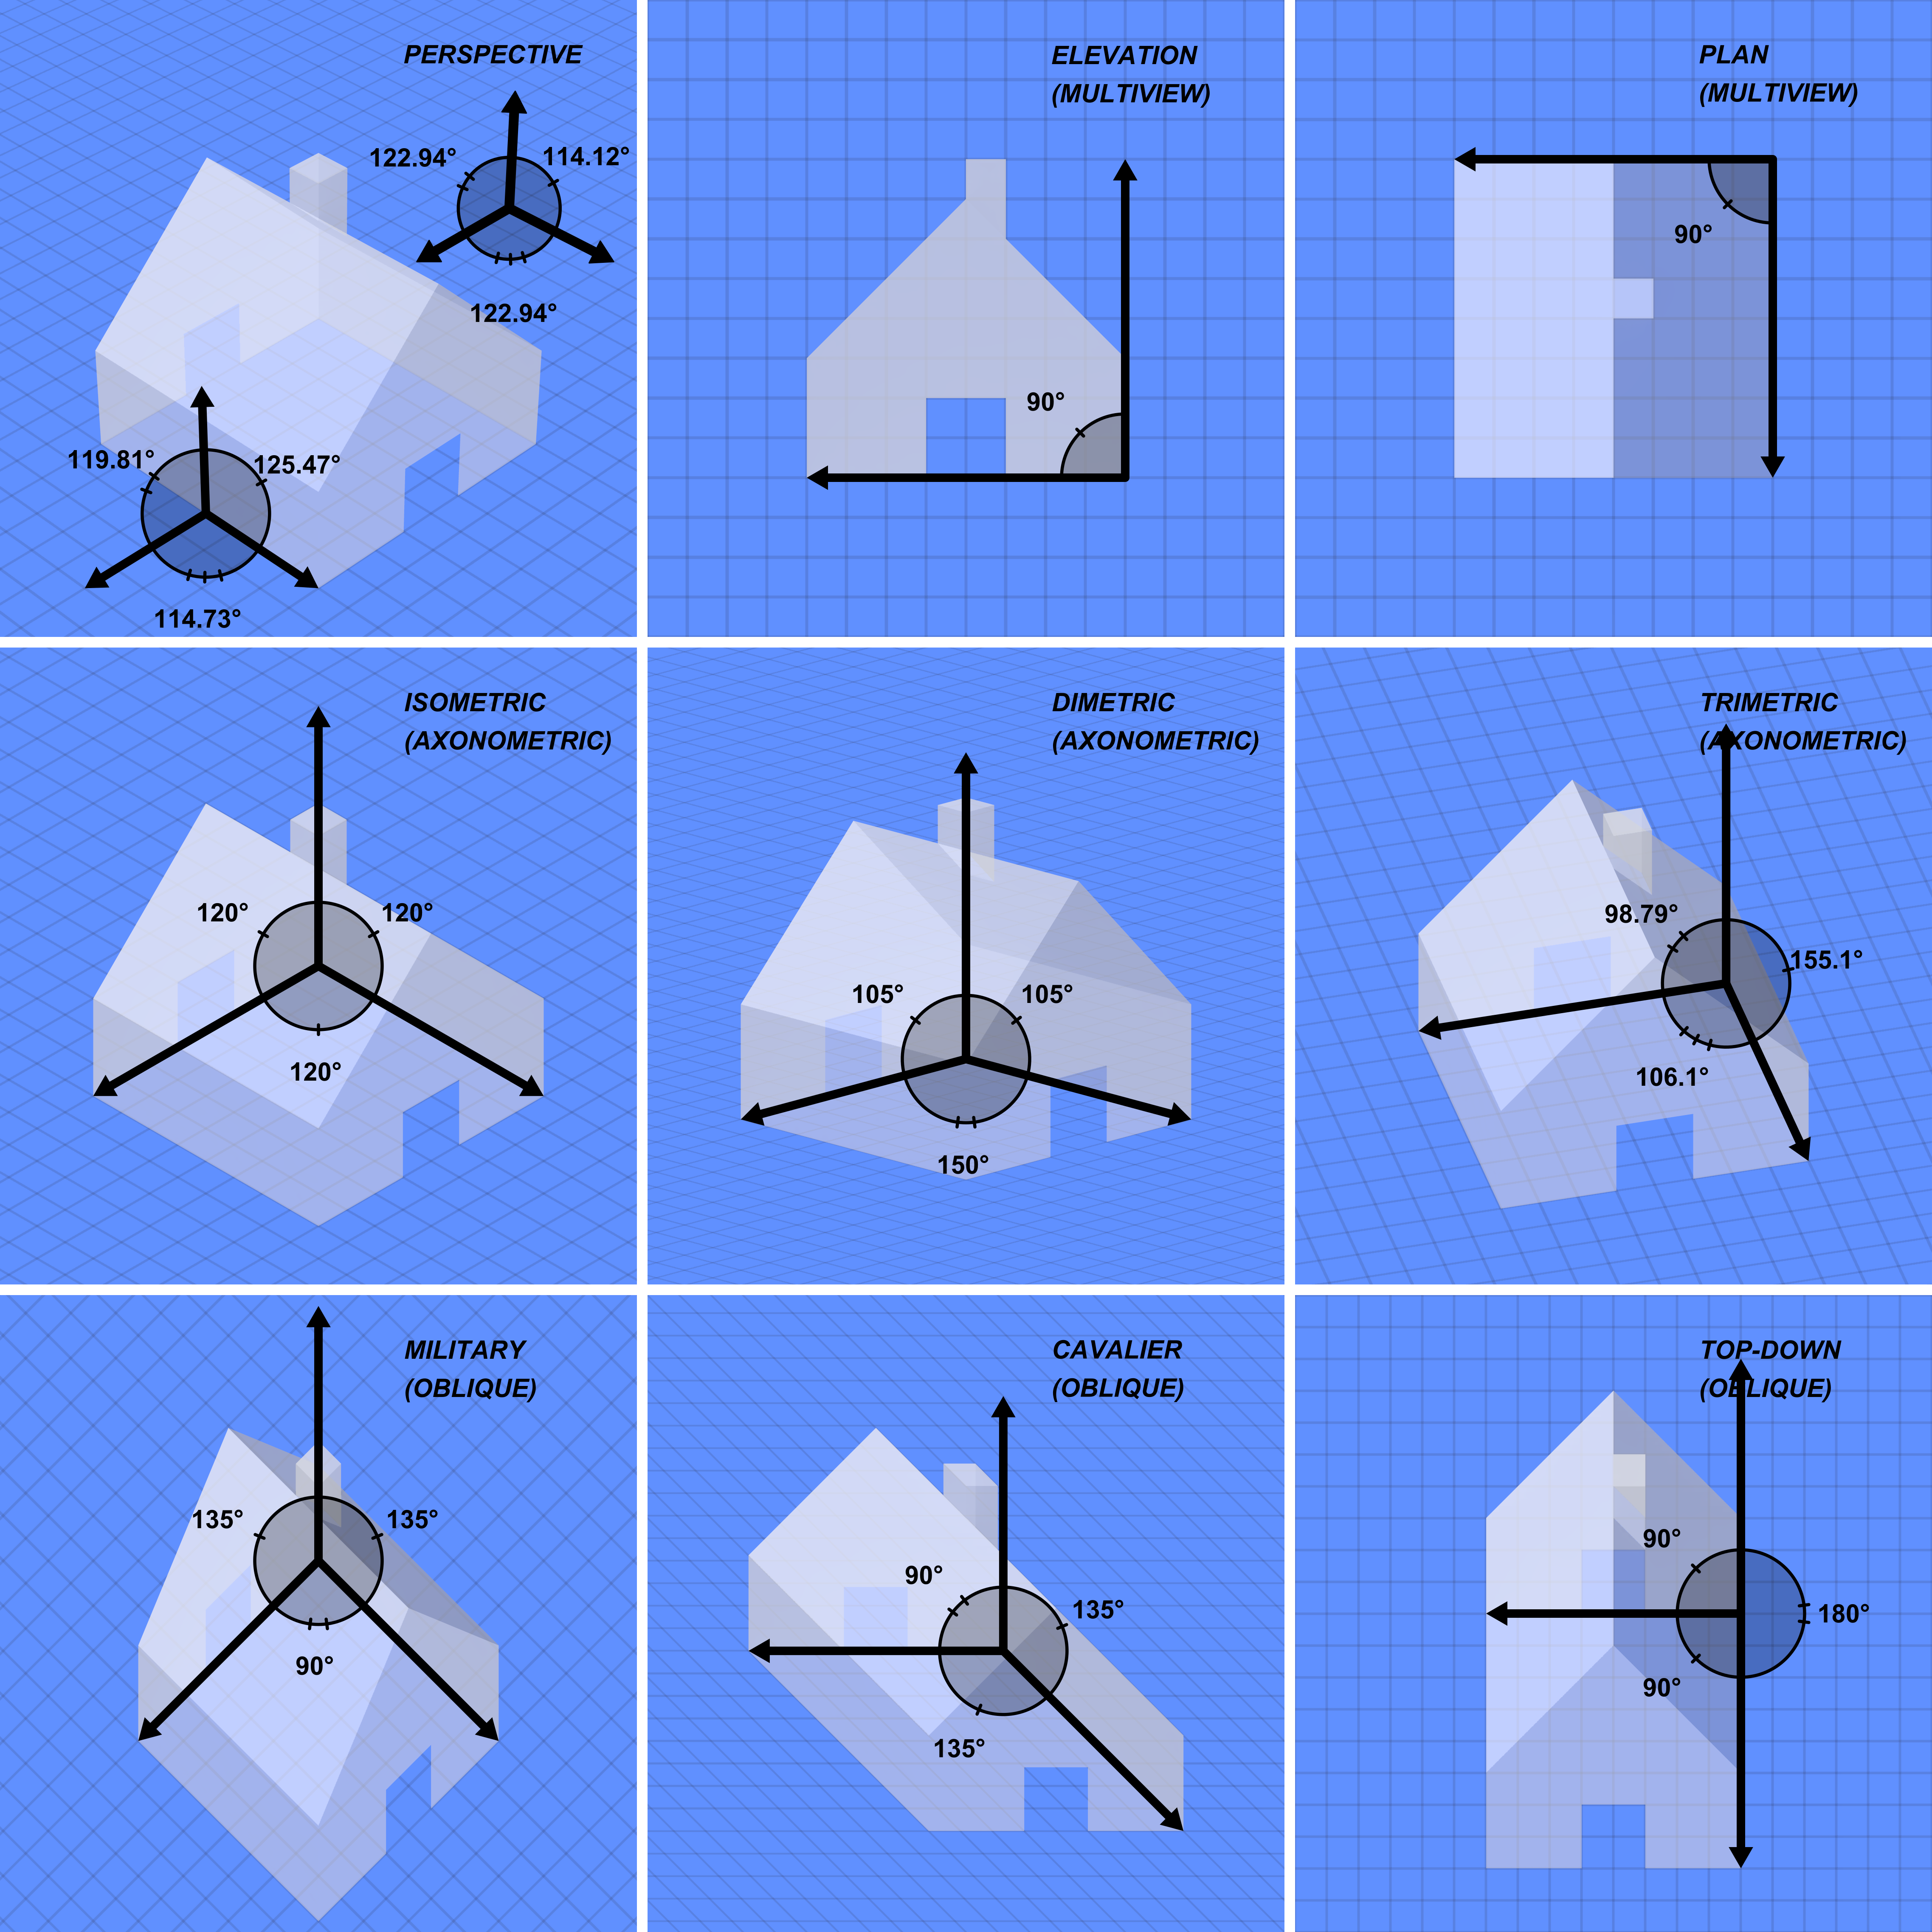 PERSPECTIVE
122.94°
114.12°
122.94°
119.81°
125.47°
114.73°
ELEVATION
(MULTIVIEW)
90°
PLAN
(MULTIVIEW)
90°
ISOMETRIC
(AXONOMETRIC)
120°
120°
120°
DIMETRIC
(AXONOMETRIC)
105°
105°
150°
TRIMETRIC
(AXONOMETRIC)
98.79°
155.1°
106.1°
MILITARY
(OBLIQUE)
135°
135°
90°
CAVALIER
(OBLIQUE)
90°
135°
135°
TOP-DOWN
(OBLIQUE)
90°
180°
90°